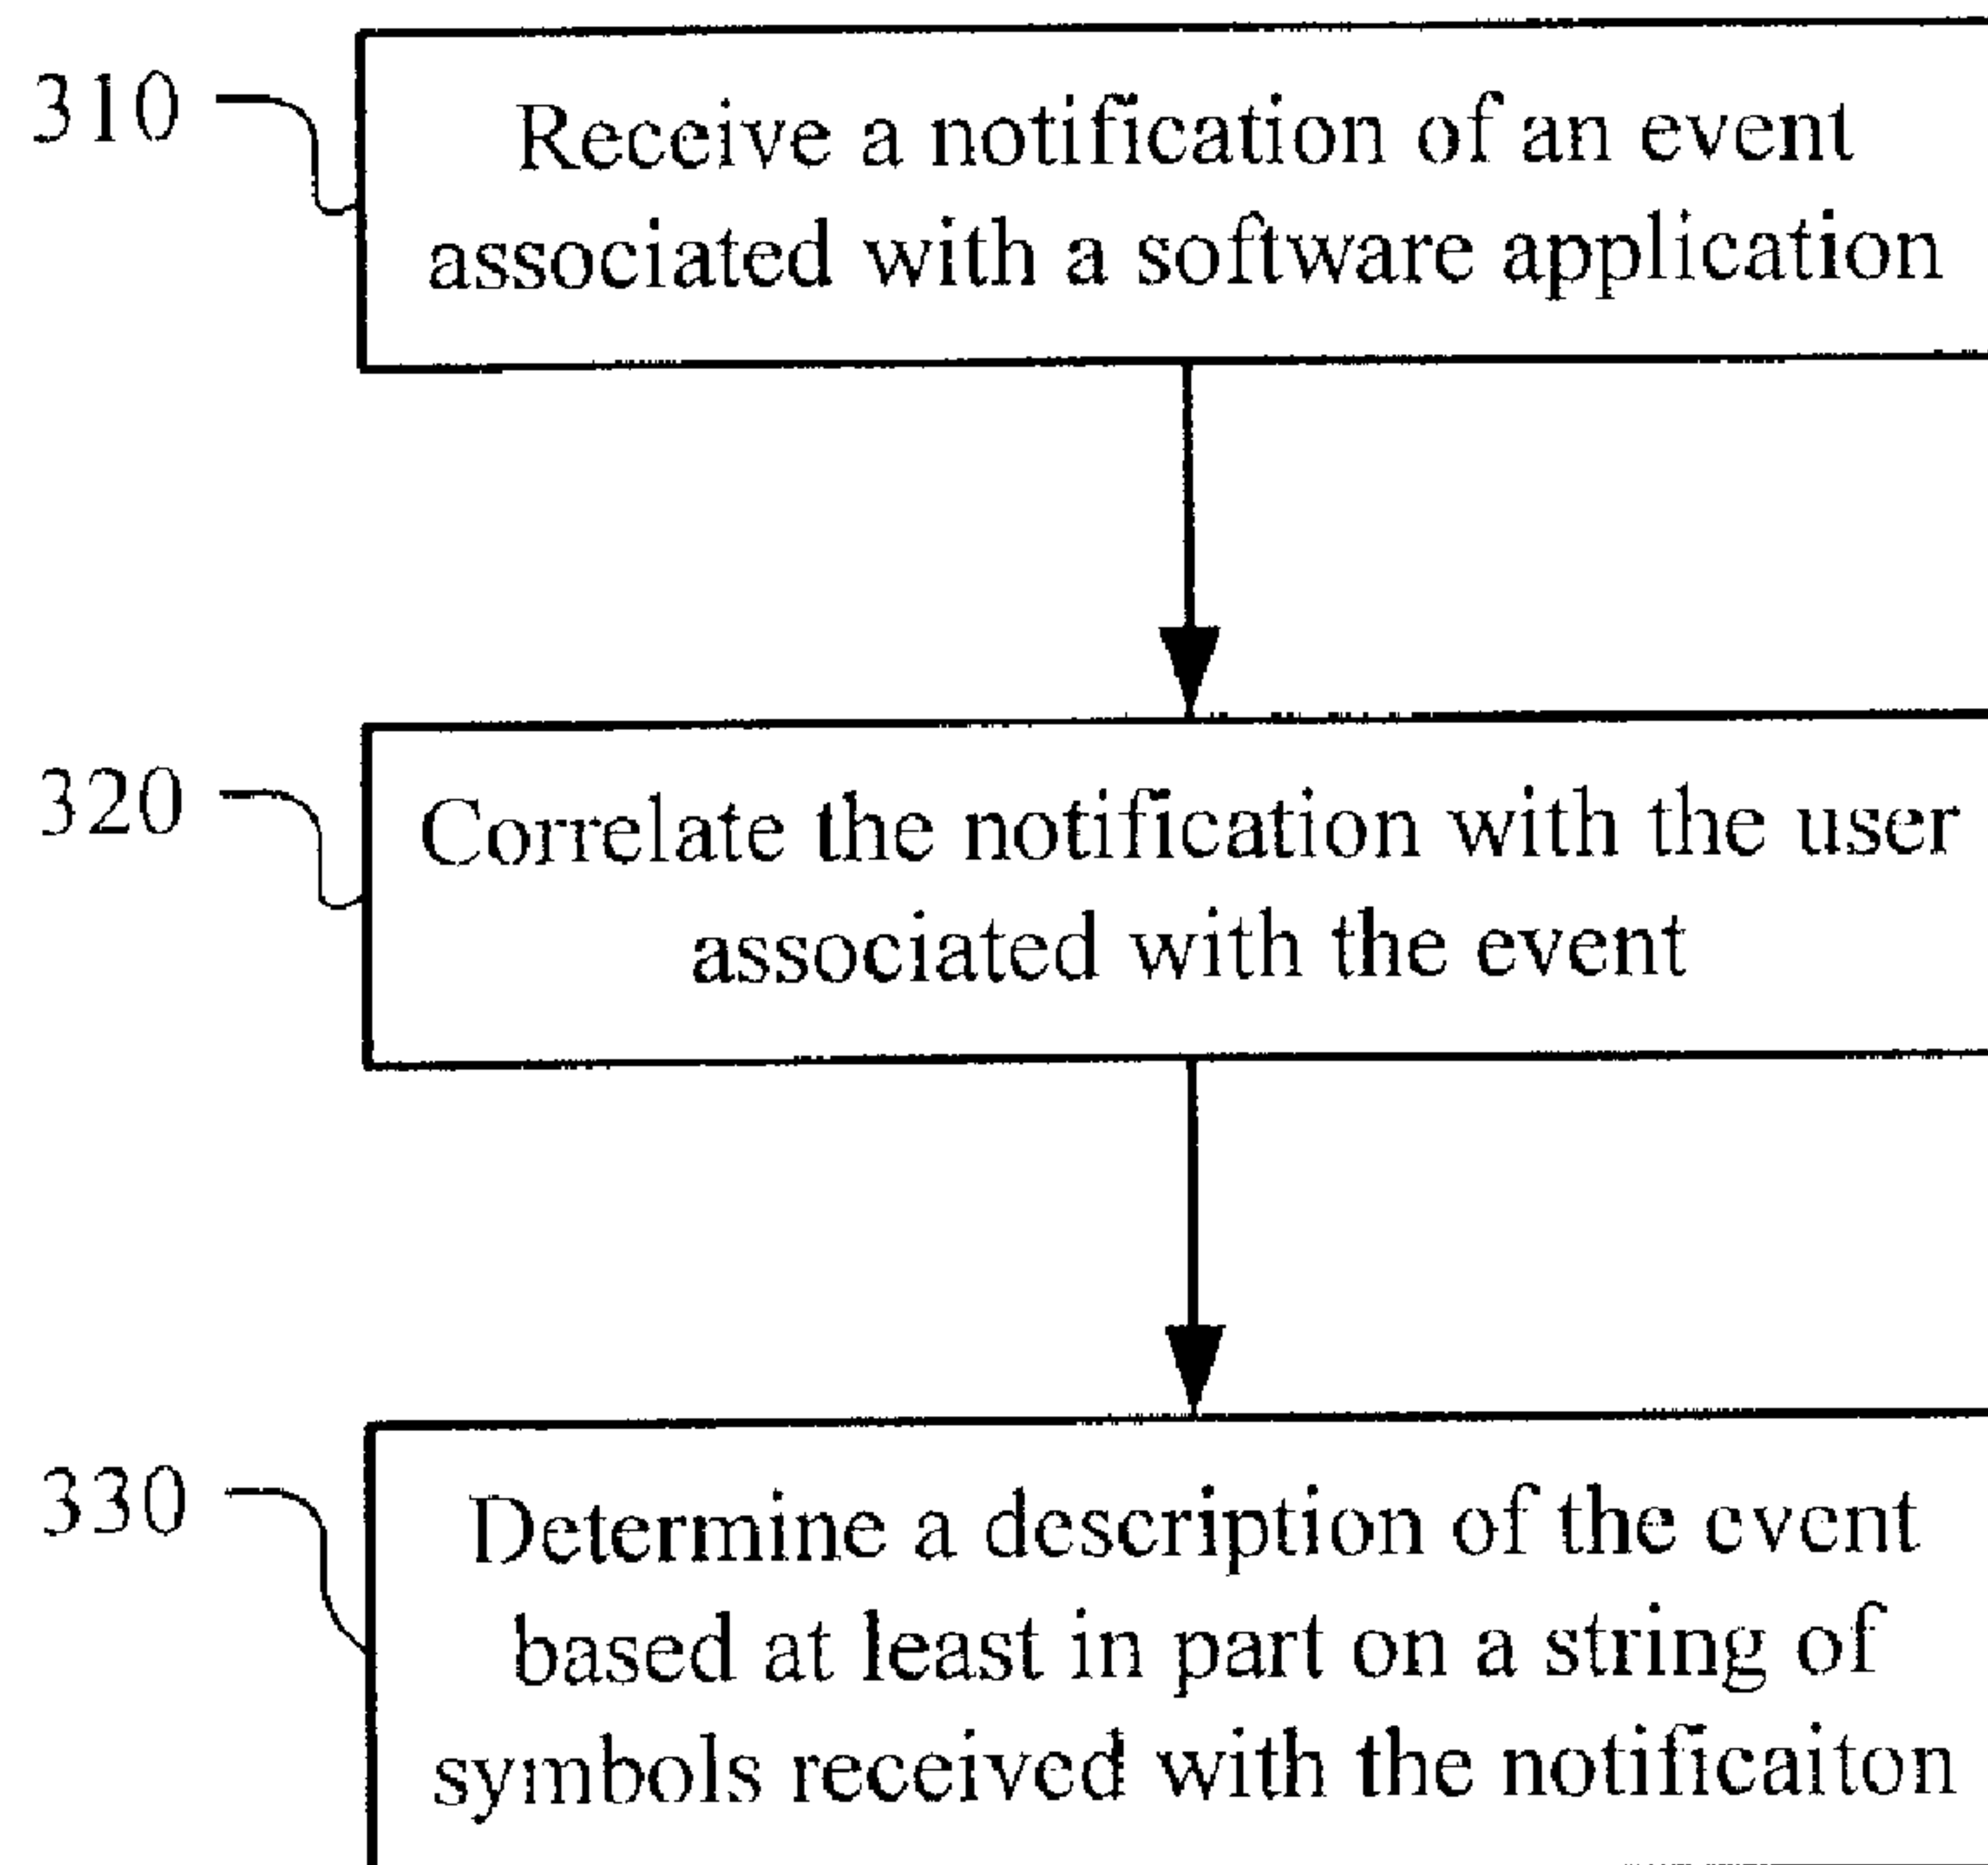 310
Receive a notification of an event
associated with a software application
320
Correlate the notification with the user
associated with the event
330
Determine a description of the event
based at least in part on a string of
symbols received with the notificaiton